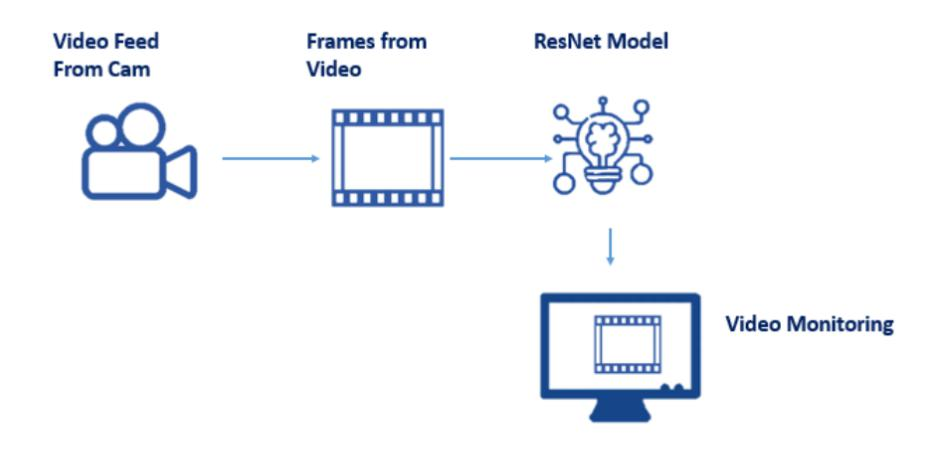 Video Feed
From Cam
Frames from
Video
ResNet Model
Video Monitoring